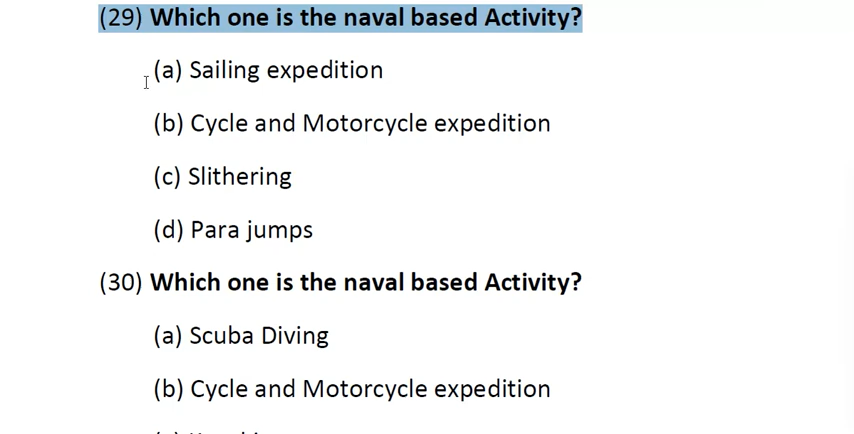 (29) Which one is the naval based Activity?
(a) Sailing expedition
(b) Cycle and Motorcycle expedition
(c) Slithering
(d) Para jumps
(30) Which one is the naval based Activity?
(a) Scuba Diving
(b) Cycle and Motorcycle expedition